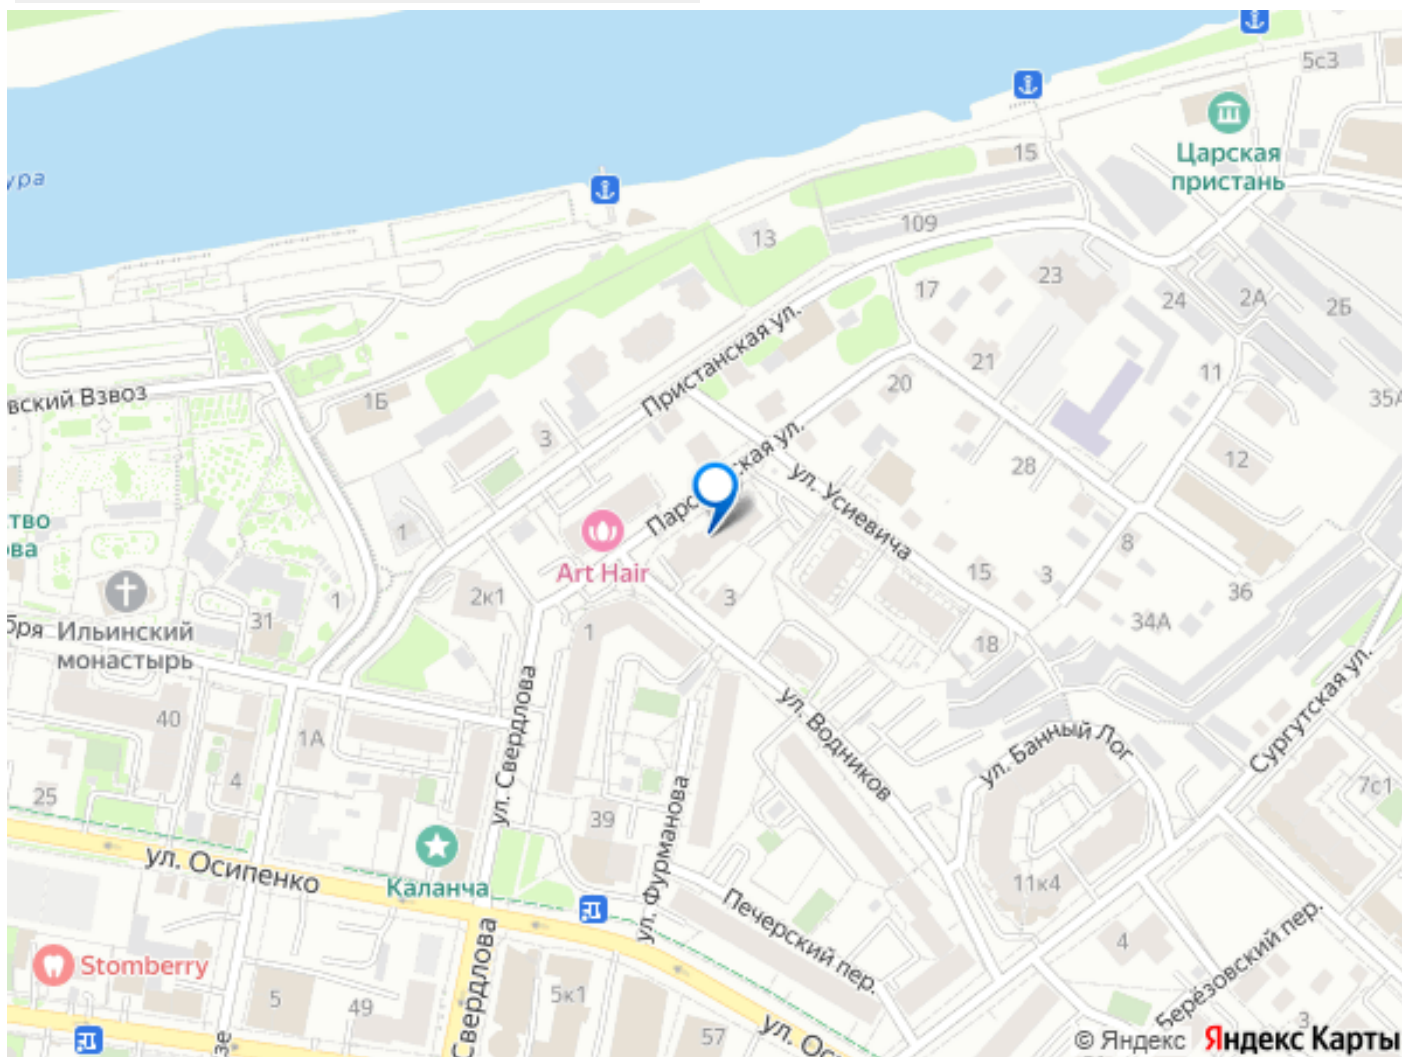 5с3
Царская
пристань
15
109
13
ура
23
17
24
2А
2Б
Пристанская ул.
21
11
20
35А
вский Взвоз
1Б
3
ская ул.
12
28
ул. Усиевича
тво
ва
1
Парс
Art Hair
8
15
3
36
2к1
3
1
31
34А
бря
Ильинский
монастырь
1
18
Сургутская ул.
40
1А
ул. Свердлова
ул. Водников
ул. Банный Лог
4
25
7с1
39
ул. Фурманова
ул. Осипенко
Каланча
11к4
Печерский пер.
4
Берёзовский пер.
Свердлова
Stomberry
5
49
5к1
57
ул. Ос
зе
3
© Яндекс Яндекс Карты